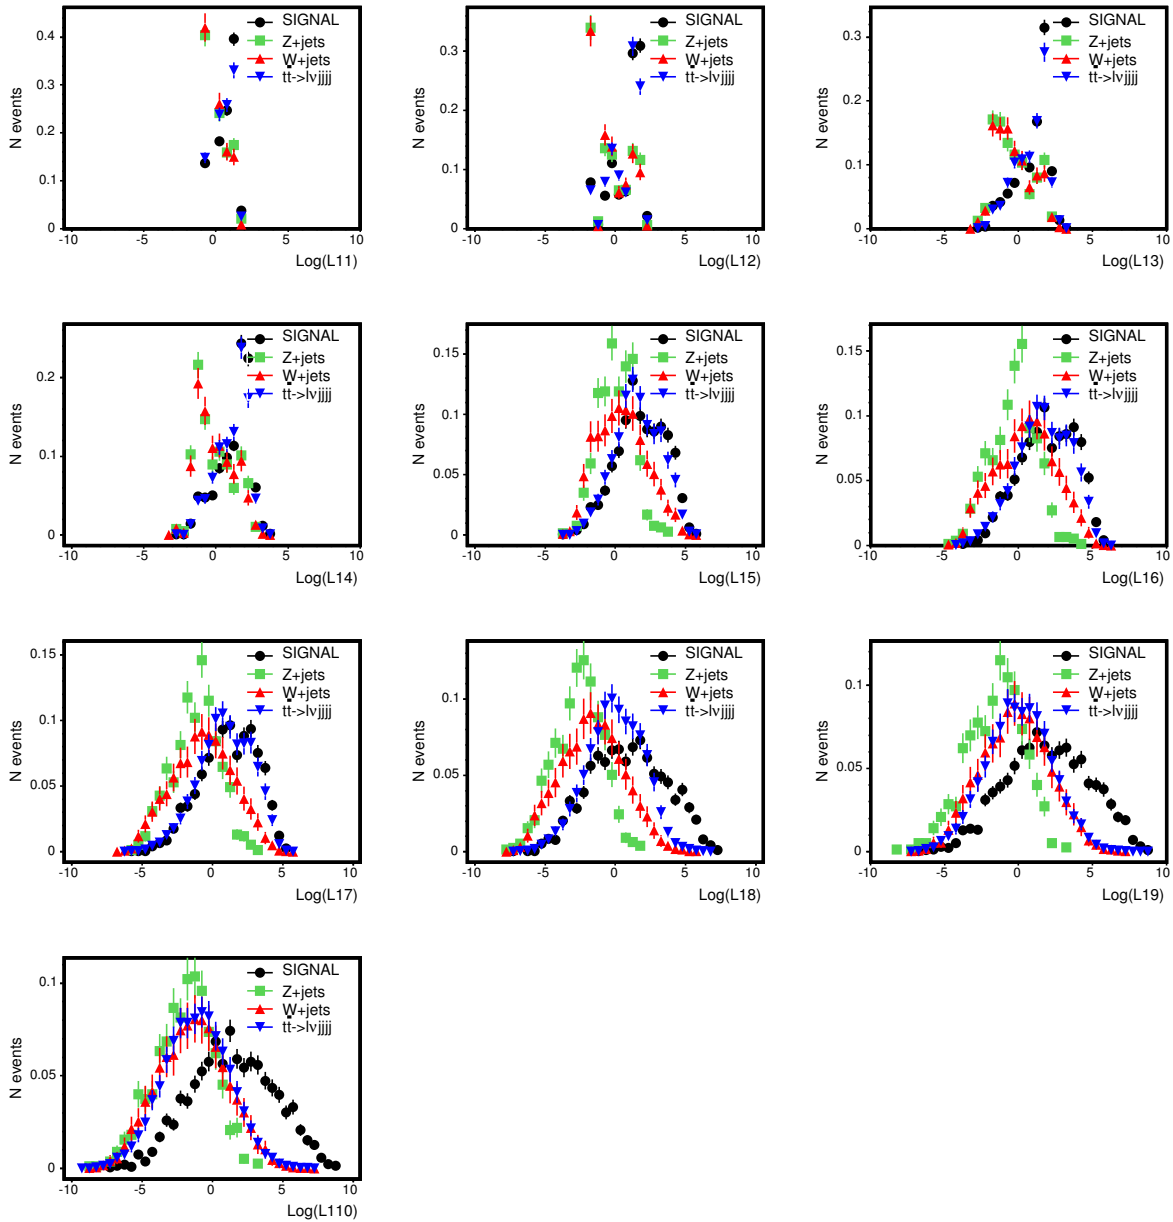 N events
0.4
0.3
0.2
0.1
0
-10
-5
0
5
10
Log(L11)
SIGNAL
Z+jets
W+jets
tt->lvjjjj
N events
0.3
0.2
0.1
0
-10
-5
0
5
10
Log(L12)
SIGNAL
Z+jets
W+jets
tt->lvjjjj
N events
0.3
0.2
0.1
0
-10
-5
0
5
10
Log(L13)
SIGNAL
Z+jets
W+jets
tt->lvjjjj
N events
0.2
0.1
0
-10
-5
0
5
10
Log(L14)
SIGNAL
Z+jets
W+jets
tt->lvjjjj
N events
0.15
0.1
0.05
0
-10
-5
0
5
10
Log(L15)
SIGNAL
Z+jets
W+jets
tt->lvjjjj
N events
0.15
0.1
0.05
0
-10
-5
0
5
10
Log(L16)
SIGNAL
Z+jets
W+jets
tt->lvjjjj
N events
0.15
0.1
0.05
0
-10
-5
0
5
10
Log(L17)
SIGNAL
Z+jets
W+jets
tt->lvjjjj
N events
0.1
0.05
0
-10
-5
0
5
10
Log(L18)
SIGNAL
Z+jets
W+jets
tt->lvjjjj
N events
0.1
0.05
0
-10
-5
0
5
10
Log(L19)
SIGNAL
Z+jets
W+jets
tt->lvjjjj
N events
0.1
0.05
0
-10
-5
0
5
10
Log(L110)
SIGNAL
Z+jets
W+jets
tt->lvjjjj